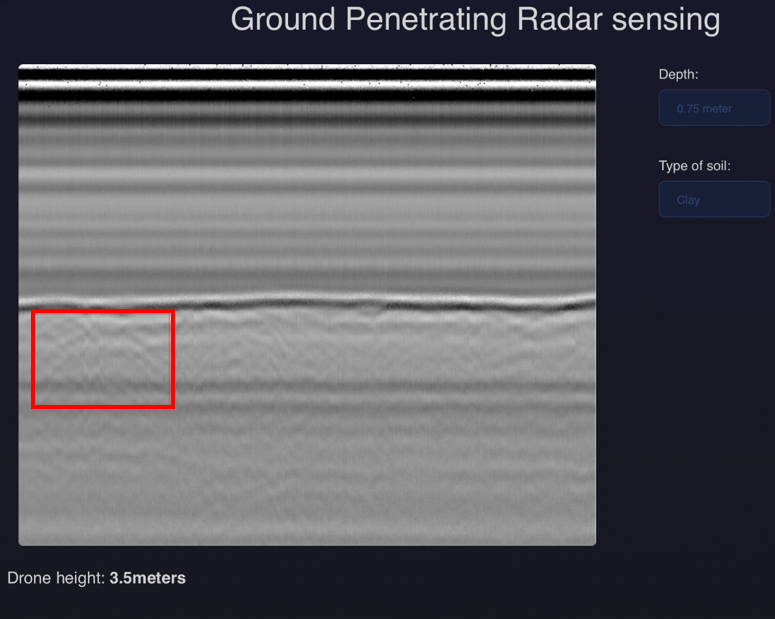 Ground Penetrating Radar sensing
Depth:
0.75 meter
Type of soil:
Clay
Drone height: 3.5meters